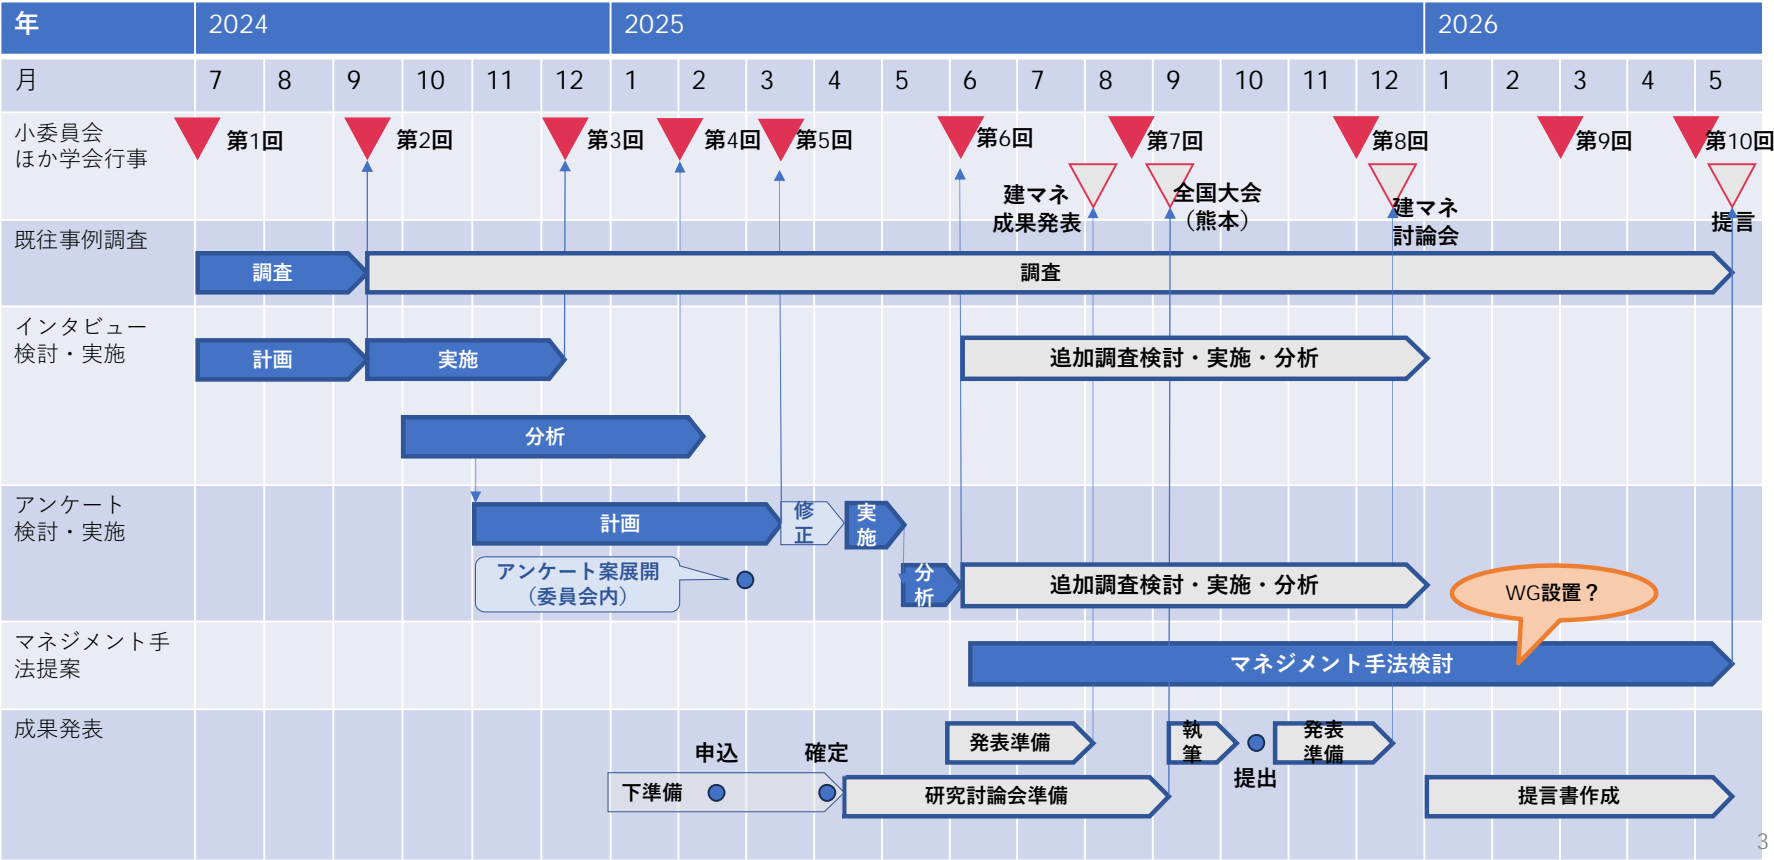 年
2024
2025
2026
月
7
8
9
10
11
12
1
2
3
4
5
6
7
8
9
10
11
12
1
2
3
4
5
小委員会
ほか学会行事
第1回
第2回
第3回
第4回
第5回
第6回
第7回
第8回
第9回
第10回
建マネ
成果発表
全国大会
（熊本）
建マネ
討論会
提言
既往事例調査
調査
調査
インタビュー
検討・実施
計画
実施
追加調査検討・実施・分析
分析
アンケート
検討・実施
計画
修
正
実
施
アンケート案展開
（委員会内）
分
析
追加調査検討・実施・分析
WG設置？
マネジメント手
法提案
マネジメント手法検討
成果発表
発表準備
執
筆
提出
発表
準備
申込
確定
下準備
研究討論会準備
提言書作成
3